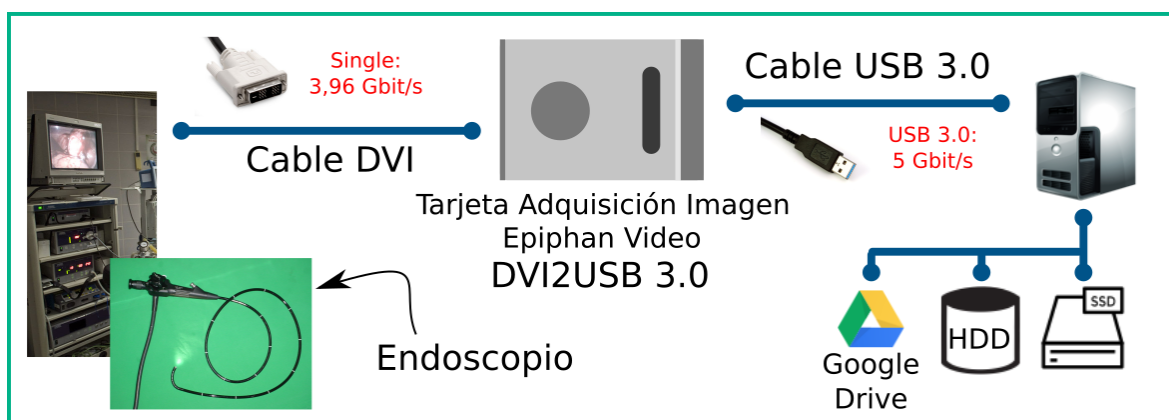 Single:
3,96 Gbit/s
Cable DVI
Tarjeta Adquisición Imagen
Epiphan Video
DVI2USB 3.0
Cable USB 3.0
USB 3.0:
5 Gbit/s
Endoscopio
Google
Drive
HDD
SSD